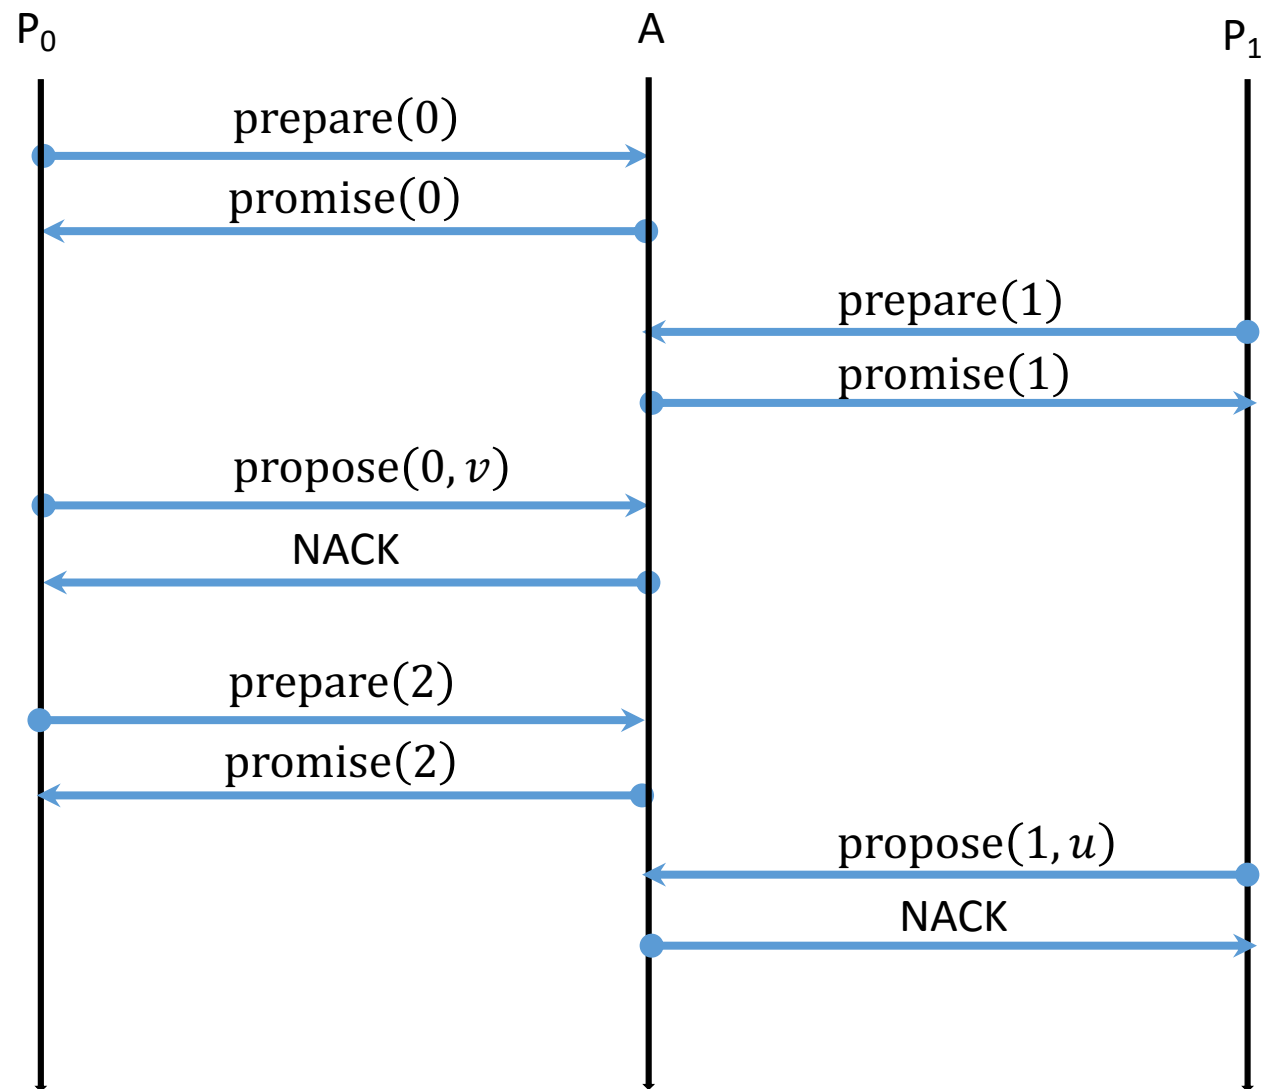 P₀ A P₁
prepare(0)
promise(0)
prepare(1)
promise(1)
propose(0, v)
NACK
prepare(2)
promise(2)
propose(1, u)
NACK